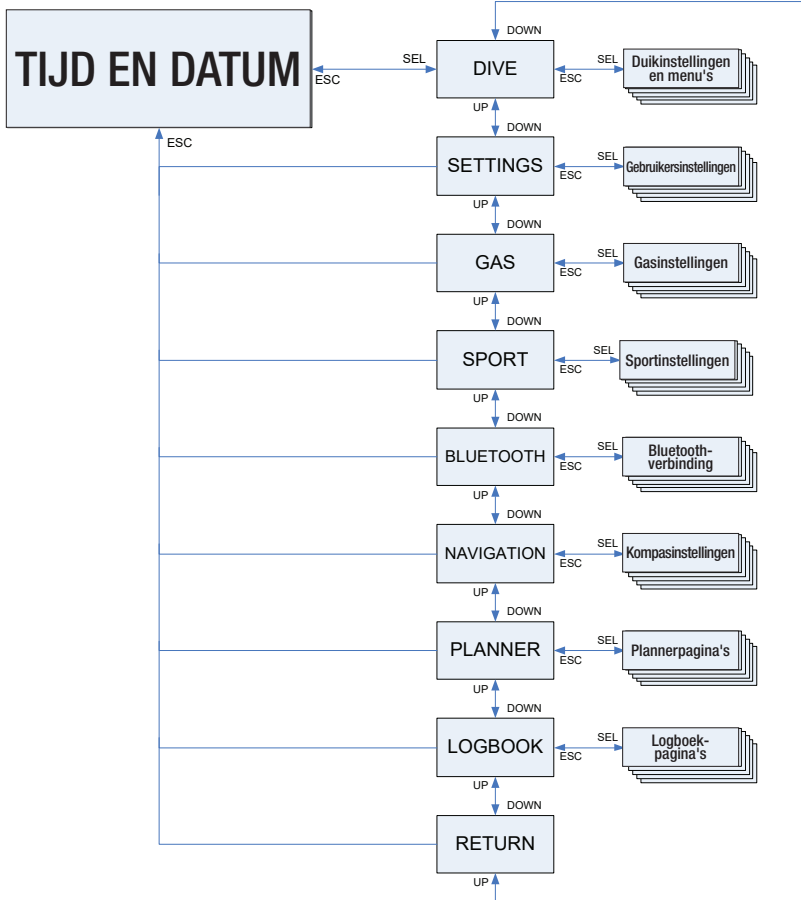 DOWN
TIJD EN DATUM
SEL
ESC
DIVE
SEL
ESC
Duikinstellingen
en menu's
UP
DOWN
ESC
SETTINGS
SEL
ESC
Gebruikersinstellingen
UP
DOWN
GAS
SEL
ESC
Gasinstellingen
UP
DOWN
SPORT
SEL
ESC
Sportinstellingen
UP
DOWN
BLUETOOTH
SEL
ESC
Bluetooth-
verbinding
UP
DOWN
NAVIGATION
SEL
ESC
Kompasinstellingen
UP
DOWN
PLANNER
SEL
ESC
Plannerpagina's
UP
DOWN
LOGBOOK
SEL
ESC
Logboek-
pagina's
UP
DOWN
RETURN
UP